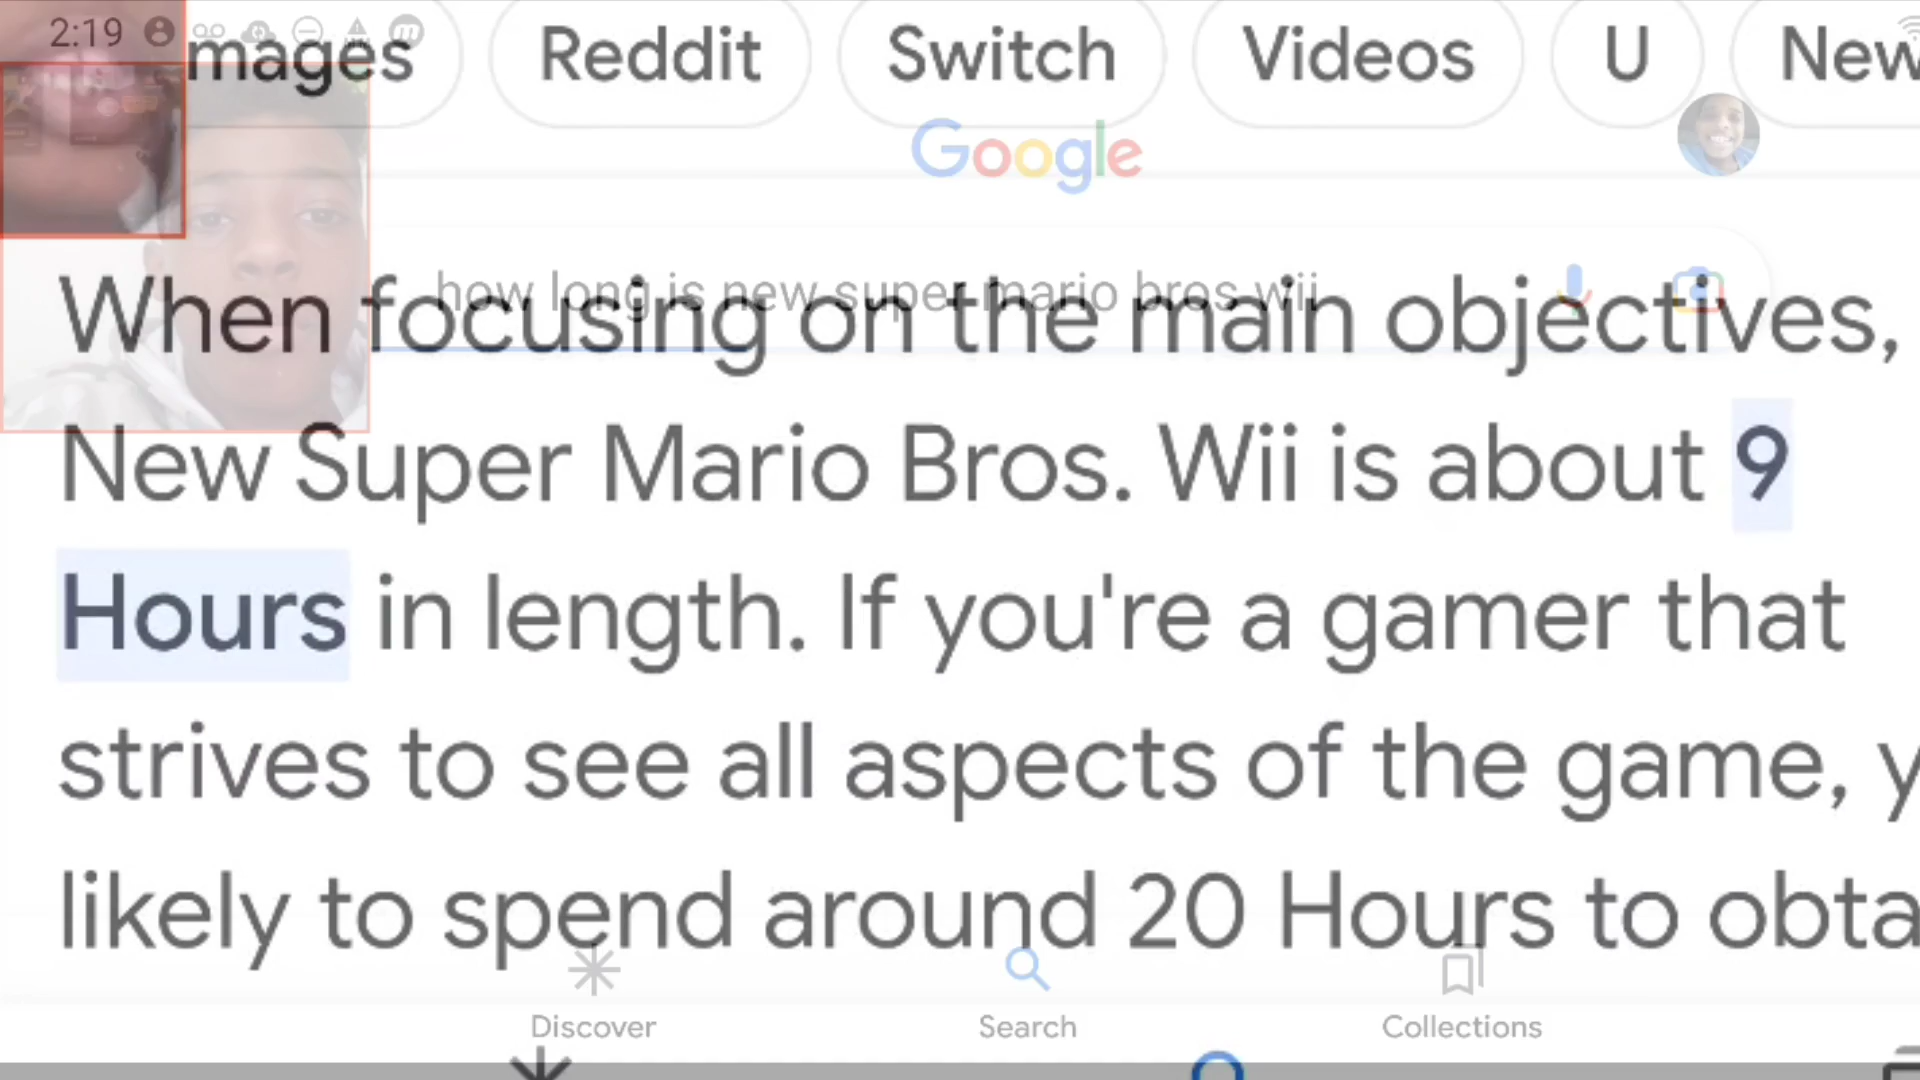 2:19
mages Reddit Switch Videos U New
Google
how long is new super mario bros wii
When focusing on the main objectives,
New Super Mario Bros. Wii is about 9
Hours in length. If you're a gamer that
strives to see all aspects of the game, y
likely to spend around 20 Hours to obta
Discover Search Collections